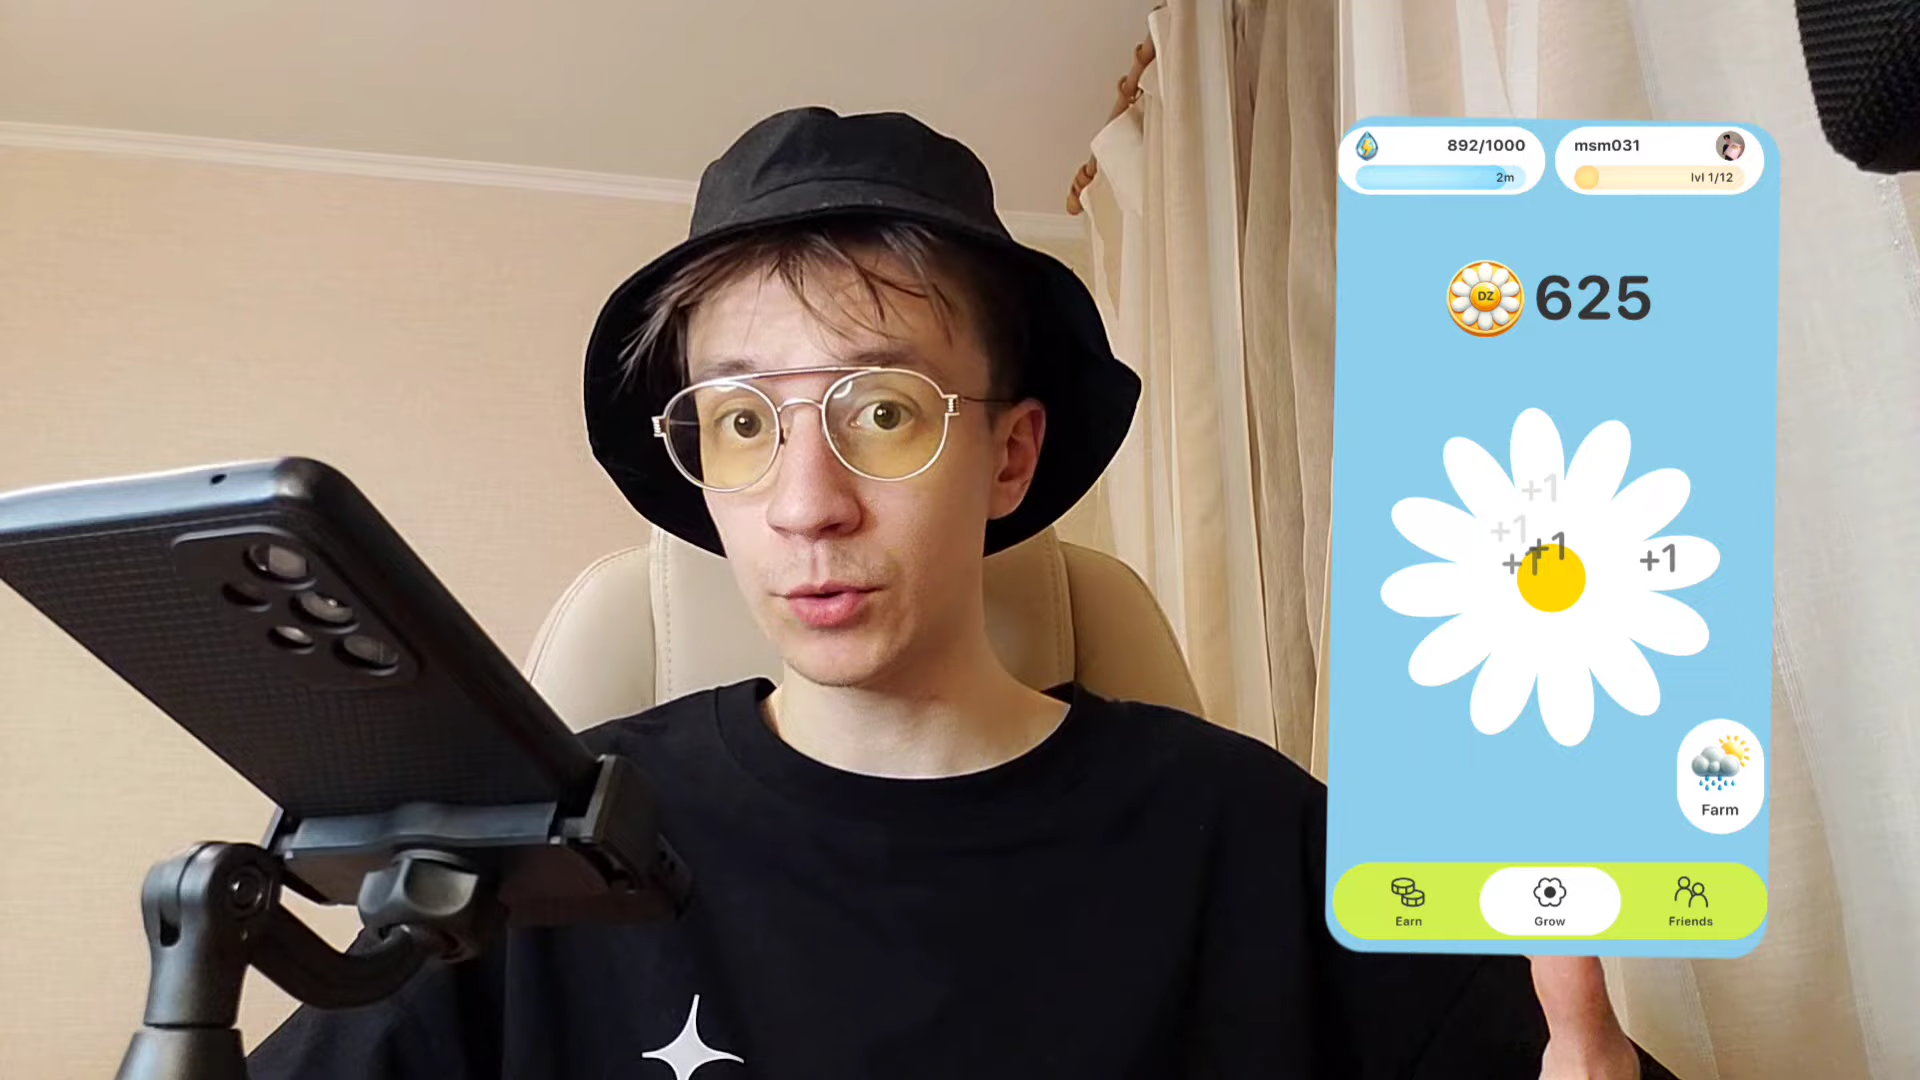 892/1000
2m
msm031
lvl 1/12
DZ
625
+1
+1
+1
+1
+1
Farm
Earn
Grow
Friends